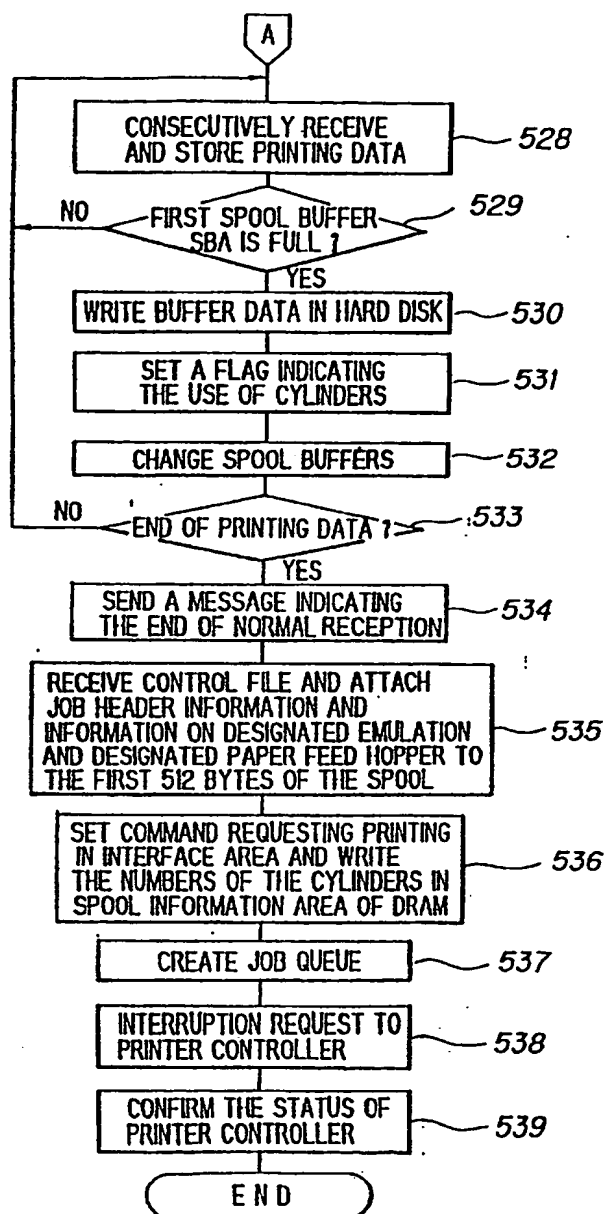 A
CONSECUTIVELY RECEIVE
AND STORE PRINTING DATA
528
NO
FIRST SPOOL BUFFER
SBA IS FULL ?
529
YES
WRITE BUFFER DATA IN HARD DISK
530
SET A FLAG INDICATING
THE USE OF CYLINDERS
531
CHANGE SPOOL BUFFERS
532
NO
END OF PRINTING DATA ?
533
YES
SEND A MESSAGE INDICATING
THE END OF NORMAL RECEPTION
534
RECEIVE CONTROL FILE AND ATTACH
JOB HEADER INFORMATION AND
INFORMATION ON DESIGNATED EMULATION
AND DESIGNATED PAPER FEED HOPPER TO
THE FIRST 512 BYTES OF THE SPOOL
535
SET COMMAND REQUESTING PRINTING
IN INTERFACE AREA AND WRITE
THE NUMBERS OF THE CYLINDERS IN
SPOOL INFORMATION AREA OF DRAM
536
CREATE JOB QUEUE
537
INTERRUPTION REQUEST TO
PRINTER CONTROLLER
538
CONFIRM THE STATUS OF
PRINTER CONTROLLER
539
END